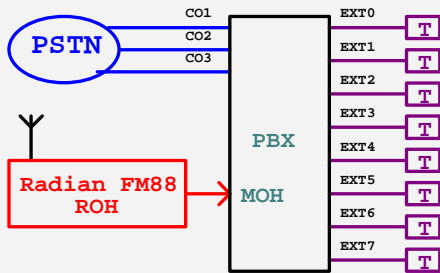 PSTN
CO1
CO2
CO3
Radian FM88
ROH
PBX
MOH
EXT0
T
EXT1
T
EXT2
T
EXT3
T
EXT4
T
EXT5
T
EXT6
T
EXT7
T